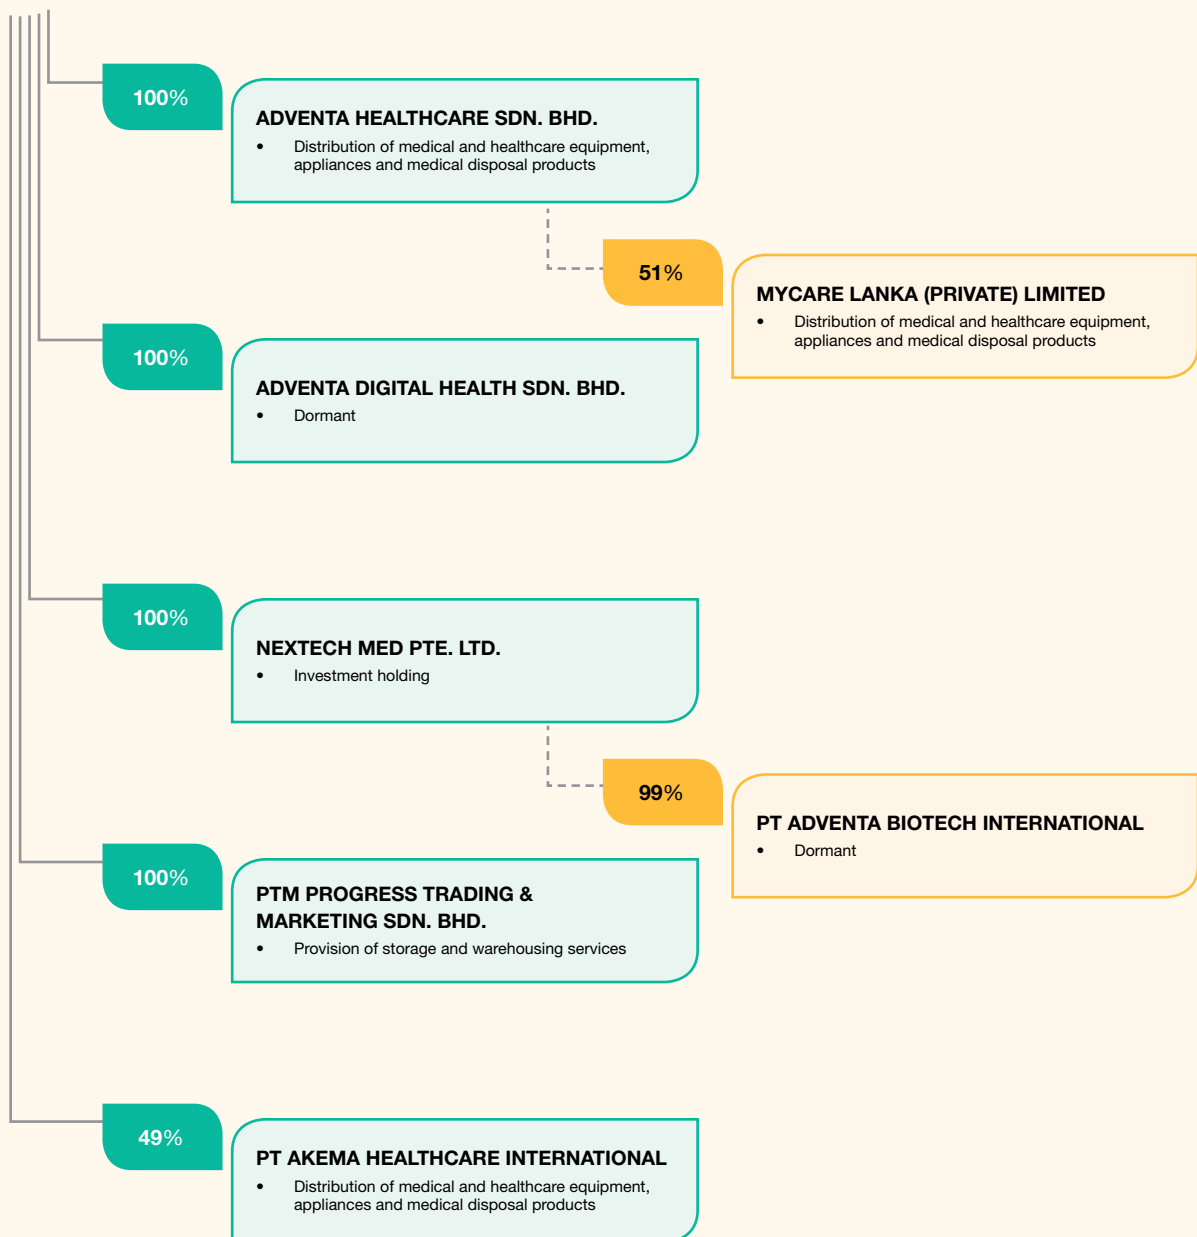 100%
ADVENTA HEALTHCARE SDN. BHD.
• Distribution of medical and healthcare equipment,
appliances and medical disposal products
51%
MYCARE LANKA (PRIVATE) LIMITED
• Distribution of medical and healthcare equipment,
appliances and medical disposal products
100%
ADVENTA DIGITAL HEALTH SDN. BHD.
• Dormant
100%
NEXTECH MED PTE. LTD.
• Investment holding
99%
PT ADVENTA BIOTECH INTERNATIONAL
• Dormant
100%
PTM PROGRESS TRADING &
MARKETING SDN. BHD.
• Provision of storage and warehousing services
49%
PT AKEMA HEALTHCARE INTERNATIONAL
• Distribution of medical and healthcare equipment,
appliances and medical disposal products